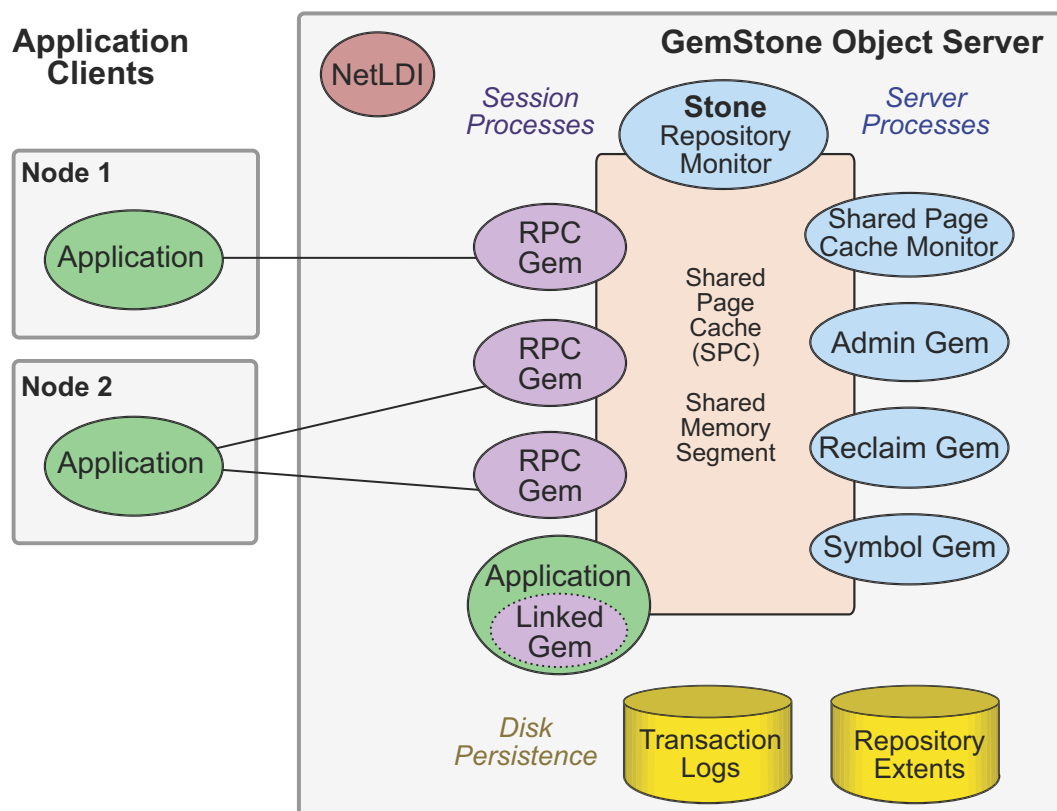 Application
Clients
GemStone Object Server
NetLDI
Session
Processes
Stone
Repository
Monitor
Server
Processes
Node 1
Application
RPC
Gem
Shared Page
Cache Monitor
Shared
Page
Cache
(SPC)
Shared
Memory
Segment
Node 2
Application
RPC
Gem
RPC
Gem
Admin Gem
Reclaim Gem
Symbol Gem
Application
Linked
Gem
Disk
Persistence
Transaction
Logs
Repository
Extents